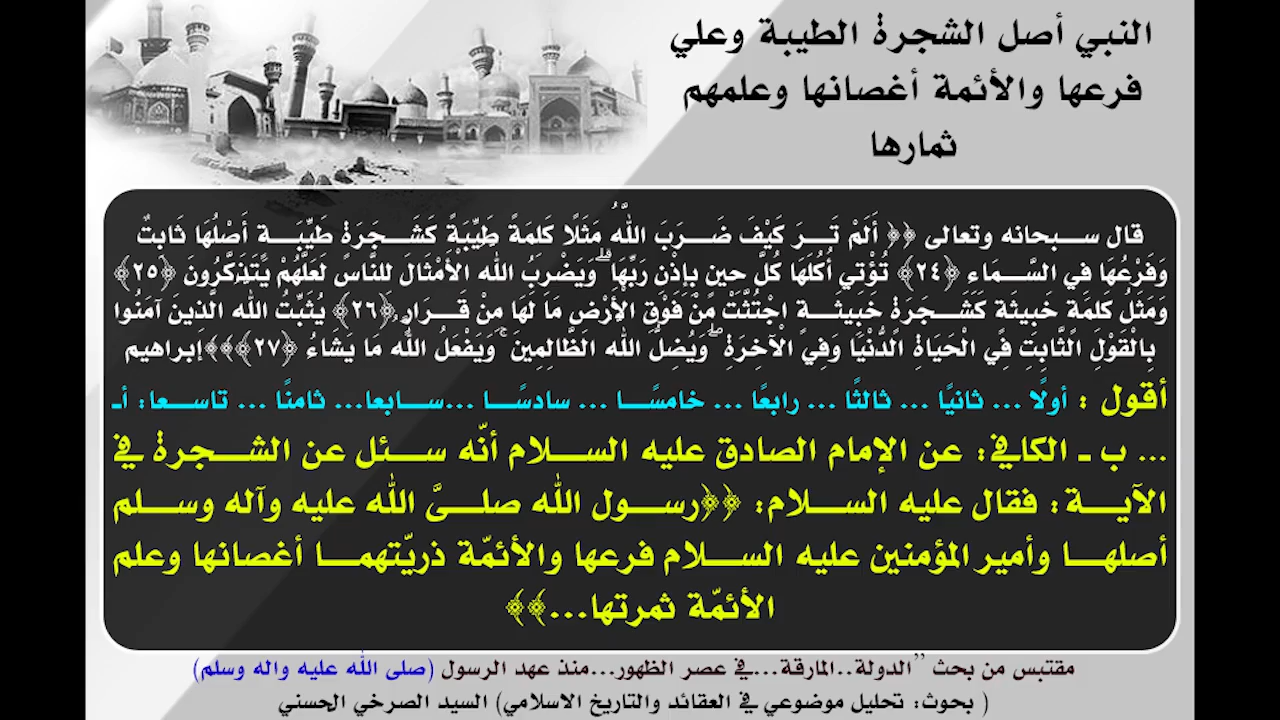 النبي أصل الشجرة الطيبة وعلي
فرعها والأئمة أغصانها وعلمهم
ثمارها
قال سبحانه وتعالى ﴿﴿ أَلَمْ تَرَ كَيْفَ ضَرَبَ اللَّهُ مَثَلًا كَلِمَةً طَيِّبَةً كَشَجَرَةٍ طَيِّبَةٍ أَصْلُهَا ثَابِتٌ
وَفَرْعُهَا فِي السَّمَاءِ ﴿٢٤﴾ تُؤْتِي أُكُلَهَا كُلَّ حِينٍ بِإِذْنِ رَبِّهَا ۗ وَيَضْرِبُ اللَّهُ الْأَمْثَالَ لِلنَّاسِ لَعَلَّهُمْ يَتَذَكَّرُونَ ﴿٢٥﴾
وَمَثَلُ كَلِمَةٍ خَبِيثَةٍ كَشَجَرَةٍ خَبِيثَةٍ اجْتُثَّتْ مِنْ فَوْقِ الْأَرْضِ مَا لَهَا مِنْ قَرَارٍ ﴿٢٦﴾ يُثَبِّتُ اللَّهُ الَّذِينَ آمَنُوا
بِالْقَوْلِ الثَّابِتِ فِي الْحَيَاةِ الدُّنْيَا وَفِي الْآخِرَةِ ۖ وَيُضِلُّ اللَّهُ الظَّالِمِينَ ۚ وَيَفْعَلُ اللَّهُ مَا يَشَاءُ ﴿٢٧﴾﴾﴾إبراهيم
أقول : أولًا ... ثانيًا ... ثالثًا ... رابعًا ... خامسًا ... سادسًا ...سابعا... ثامنًا ... تاسعا: أـ
... ب ـ الكافي: عن الإمام الصادق عليه السلام أنّه سئل عن الشجرة في
الآية: فقال عليه السلام: ﴿﴿رسول الله صلَّى الله عليه وآله وسلم
أصلها وأمير المؤمنين عليه السلام فرعها والأئمّة ذريّتهما أغصانها وعلم
الأئمّة ثمرتها...﴾﴾
مقتبس من بحث ”الدولة..المارقة...في عصر الظهور...منذ عهد الرسول (صلى الله عليه واله وسلم)
( بحوث: تحليل موضوعي في العقائد والتاريخ الاسلامي) السيد الصرخي الحسني